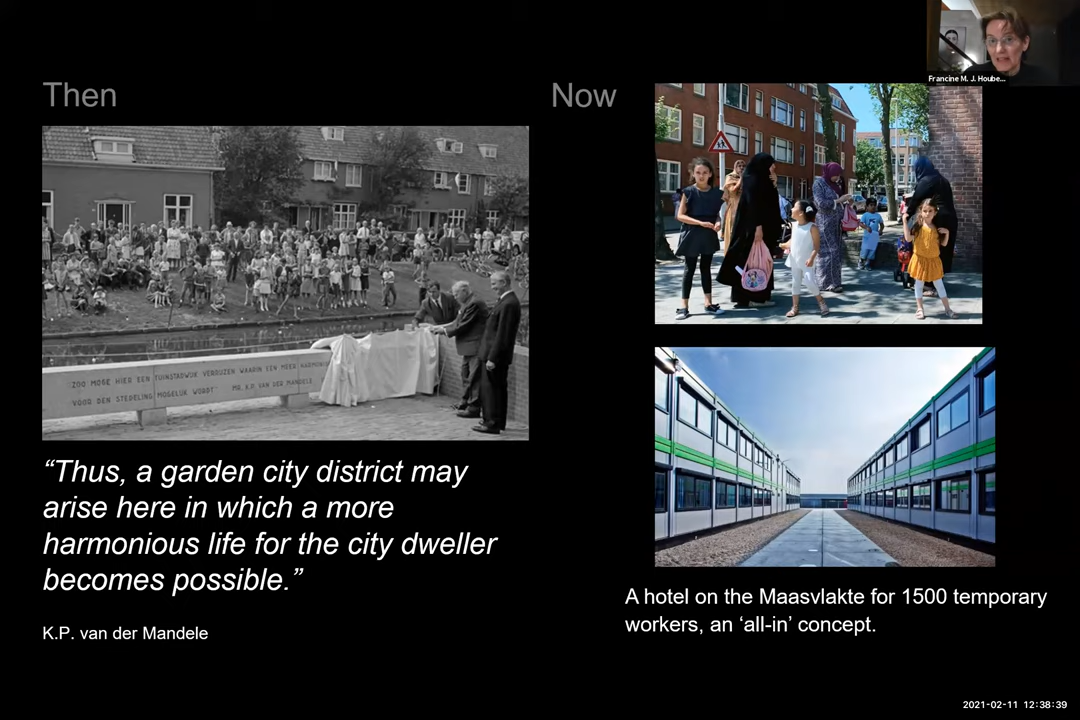 Francine M. J. Hoube...
Then
Now
ZOO MOGE HIER EEN TUINSTADWIJK VERRIJZEN WAARIN EEN MEER HARMON
VOOR DEN STEDELING MOGELIJK WORDT" MR. K.P. VAN DER MANDELE
“Thus, a garden city district may
arise here in which a more
harmonious life for the city dweller
becomes possible.”
K.P. van der Mandele
A hotel on the Maasvlakte for 1500 temporary
workers, an ‘all-in’ concept.
2021-02-11 12:38:39